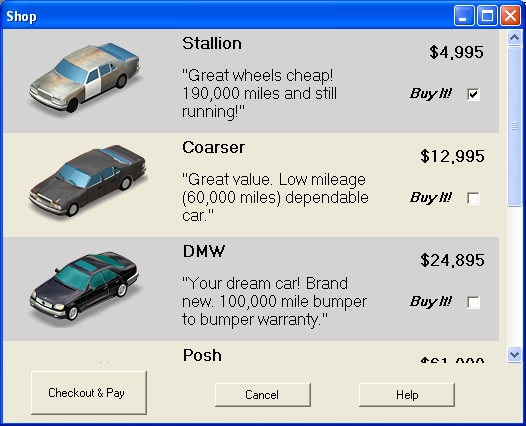 Shop
Stallion
$4,995
"Great wheels cheap!
190,000 miles and still
running!"
Buy It!
Coarser
$12,995
"Great value. Low mileage
(60,000 miles) dependable
car."
Buy It!
DMW
$24,895
"Your dream car! Brand
new. 100,000 mile bumper
to bumper warranty."
Buy It!
Posh
$61,000
Checkout & Pay
Cancel
Help